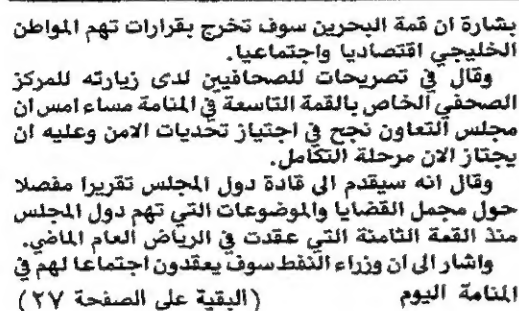 بشارة ان قمة البحرين سوف تخرج بقرارات تهم المواطن
الخليجي اقتصاديا واجتماعيا.
وقال في تصريحات للصحافيين لدى زيارته للمركز
الصحفي الخاص بالقمة التاسعة في المنامة مساء امس ان
مجلس التعاون نجح في اجتياز تحديات الامن وعليه ان
يجتاز الان مرحلة التكامل.
وقال انه سيقدم الى قادة دول المجلس تقريرا مفصلا
حول مجمل القضايا والموضوعات التي تهم دول المجلس
منذ القمة الثامنة التي عقدت في الرياض العام الماضي.
واشار الى ان وزراء النفط سوف يعقدون اجتماعا لهم في
المنامة اليوم (البقية على الصفحة ٢٧)